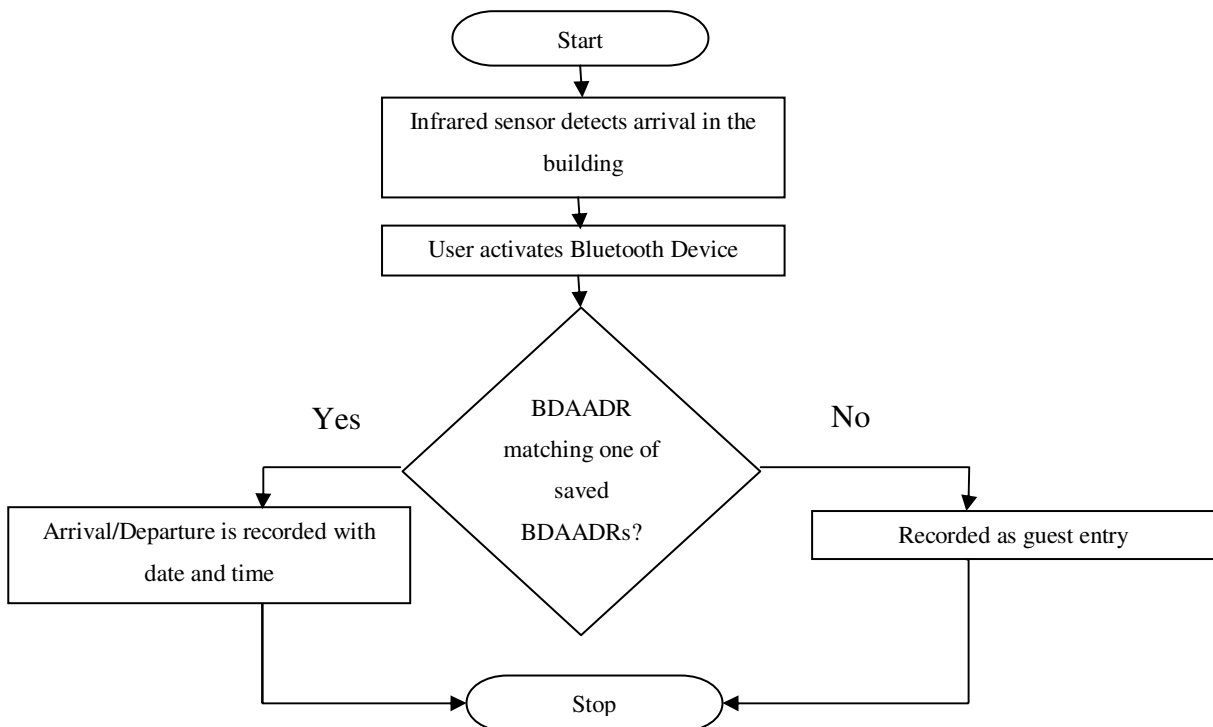 Start
Infrared sensor detects arrival in the
building
User activates Bluetooth Device
BDAADR
matching one of
saved
BDAADRs?
Yes
No
Arrival/Departure is recorded with
date and time
Recorded as guest entry
Stop